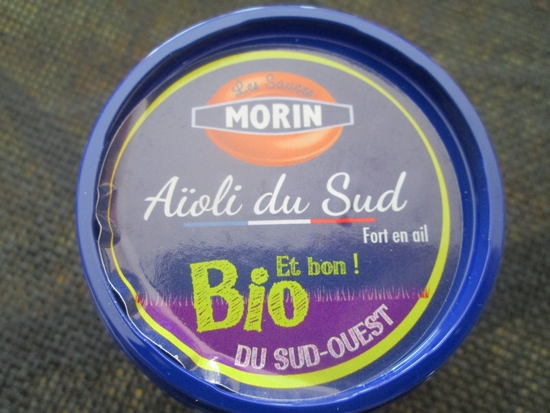 Les Sauces
MORIN
Aïoli du Sud
Fort en ail
Et bon !
Bio
DU SUD-OUEST